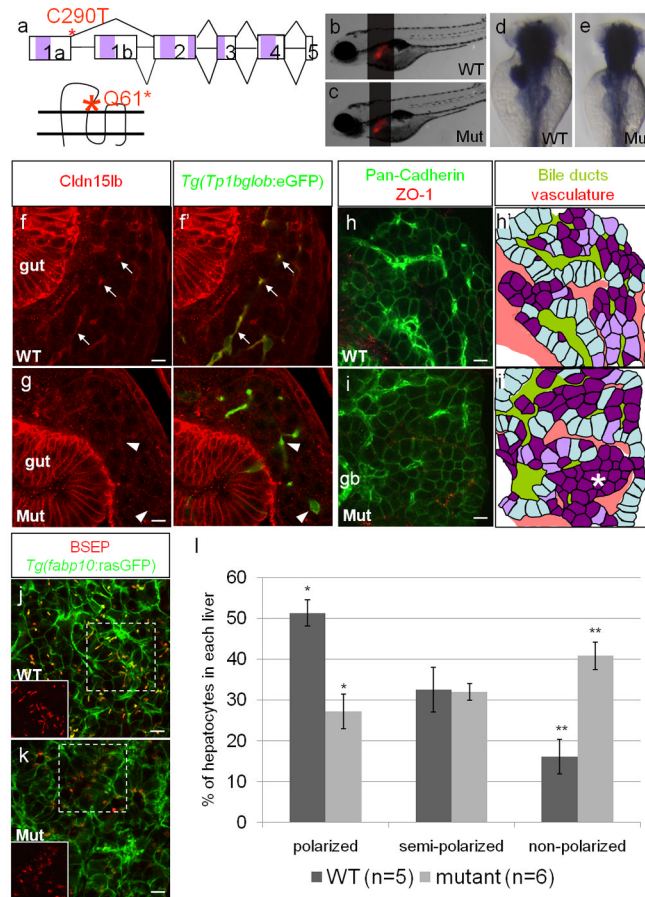 a
C290T
*
1a
1b
2
3
4
5
*
Q61*
b
WT
c
Mut
d
WT
e
Mu
Cldn15lb
Tg(Tp1bglob:eGFP)
Pan-Cadherin
ZO-1
Bile ducts
vasculature
f
gut
WT
f'
h
WT
h'
g
gut
Mut
i
gb
Mut
i'
*
BSEP
Tg(fabp10:rasGFP)
j
WT
k
Mut
l
% of hepatocytes in each liver
60
50
40
30
20
10
0
*
*
**
**
polarized
semi-polarized
non-polarized
WT (n=5)
mutant (n=6)